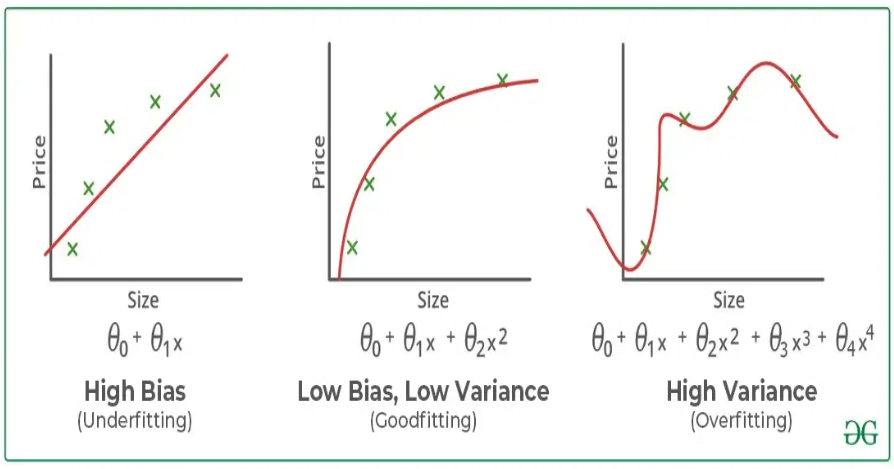 Price
Size
θ₀ + θ₁x
High Bias
(Underfitting)
Price
Size
θ₀ + θ₁x + θ₂x²
Low Bias, Low Variance
(Goodfitting)
Price
Size
θ₀ + θ₁x + θ₂x² + θ₃x³ + θ₄x⁴
High Variance
(Overfitting)